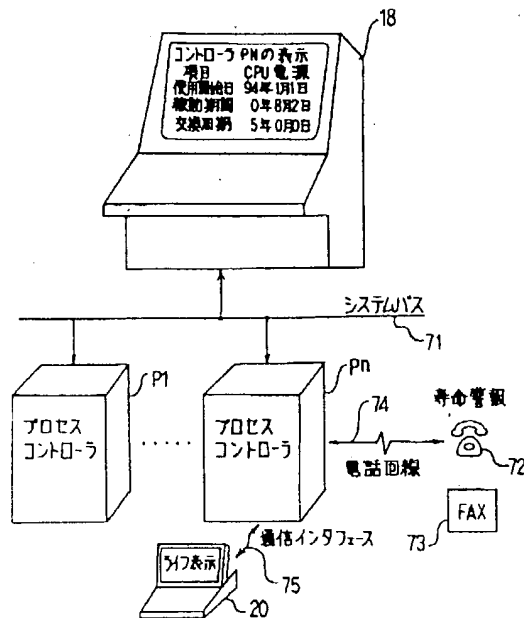 18
コントローラ PNの表示
項目 CPU電源
使用開始日 94年1月1日
稼動期間 0年8月2日
交換周期 5年0月0日
システムバス
71
P1
Pn
プロセス
コントローラ
プロセス
コントローラ
74
電話回線
寿命警報
72
FAX
73
通信インタフェース
75
ライフ表示
20